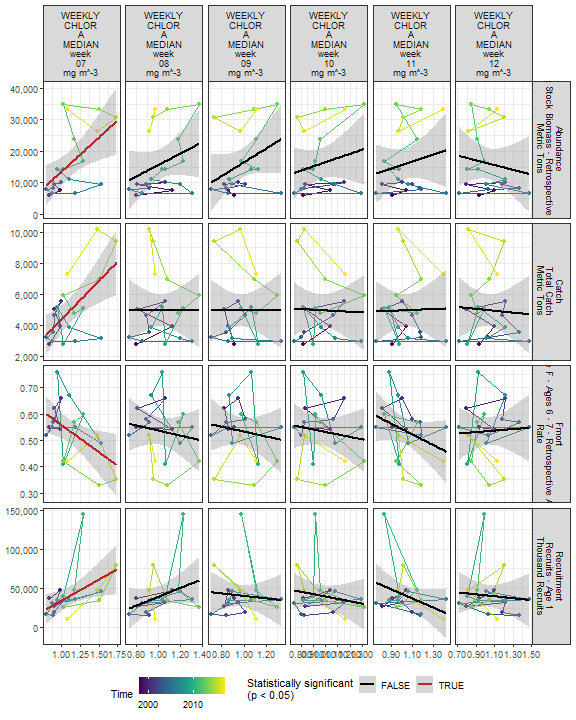 WEEKLY WEEKLY WEEKLY WEEKLY WEEKLY WEEKLY
CHLOR CHLOR CHLOR CHLOR CHLOR CHLOR
A A A A A A
MEDIAN MEDIAN MEDIAN MEDIAN MEDIAN MEDIAN
week week week week week week
07 08 09 10 11 12
mg m^-3 mg m^-3 mg m^-3 mg m^-3 mg m^-3 mg m^-3
40,000
30,000
20,000
10,000
0
Abundance
Stock Biomass - Retrospective
Metric Tons
10,000
8,000
6,000
4,000
2,000
Catch
Total Catch
Metric Tons
0.70
0.60
0.50
0.40
0.30
Fmort
F - Ages 6 - 7 - Retrospective
Rate
150,000
100,000
50,000
0
Recruitment
Recruits - Age 1
Thousand Recruits
1.00 1.25 1.50 1.75
0.80 1.00 1.20 1.40
0.80 1.00 1.20
0.90 1.10 1.30
0.70 0.90 1.10 1.30 1.50
Time
2000 2010
Statistically significant
(p < 0.05)
FALSE TRUE